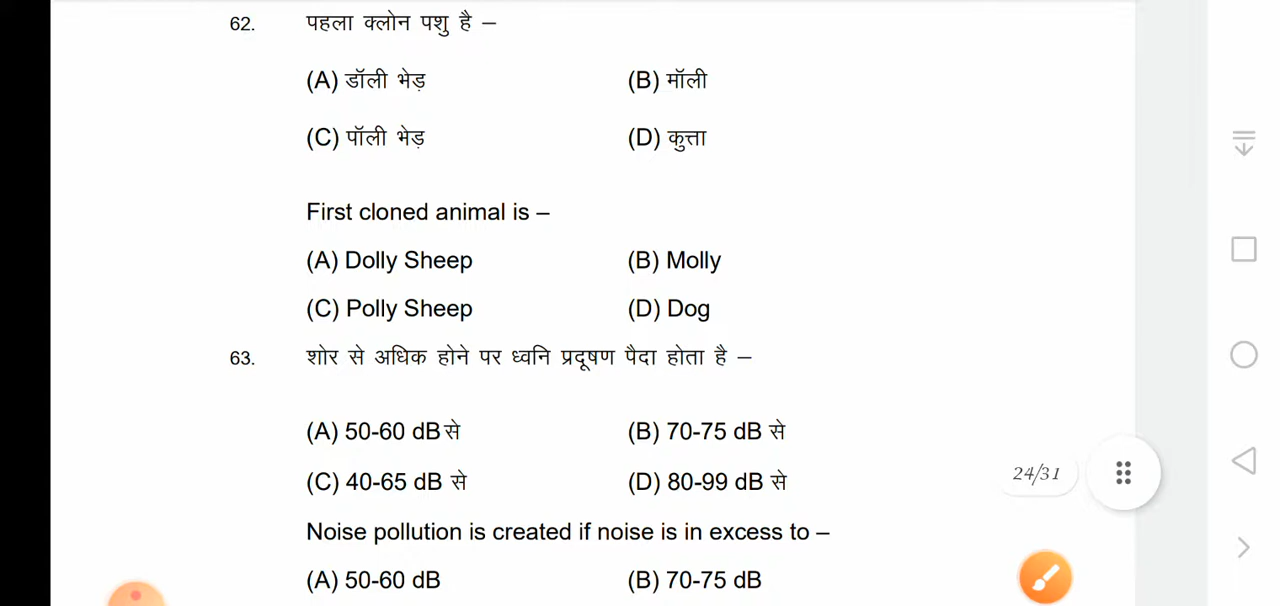 62. पहला क्लोन पशु है –
(A) डॉली भेड़ (B) मॉली
(C) पॉली भेड़ (D) कुत्ता
First cloned animal is –
(A) Dolly Sheep (B) Molly
(C) Polly Sheep (D) Dog
63. शोर से अधिक होने पर ध्वनि प्रदूषण पैदा होता है –
(A) 50-60 dB से (B) 70-75 dB से
(C) 40-65 dB से (D) 80-99 dB से
24/31
Noise pollution is created if noise is in excess to –
(A) 50-60 dB (B) 70-75 dB